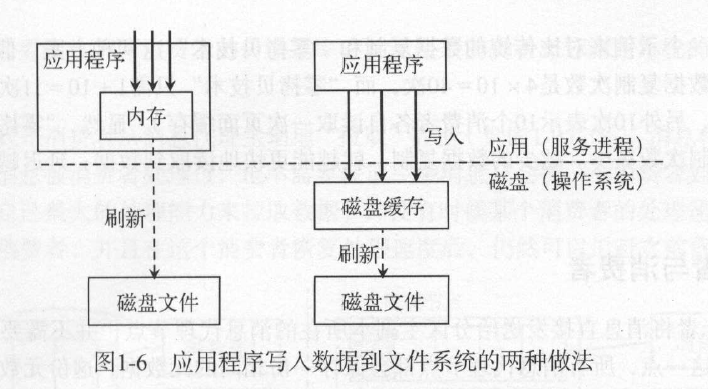 应用程序
内存
刷新
磁盘文件
应用程序
写入
磁盘缓存
刷新
磁盘文件
应用（服务进程）
磁盘（操作系统）
图1-6 应用程序写入数据到文件系统的两种做法